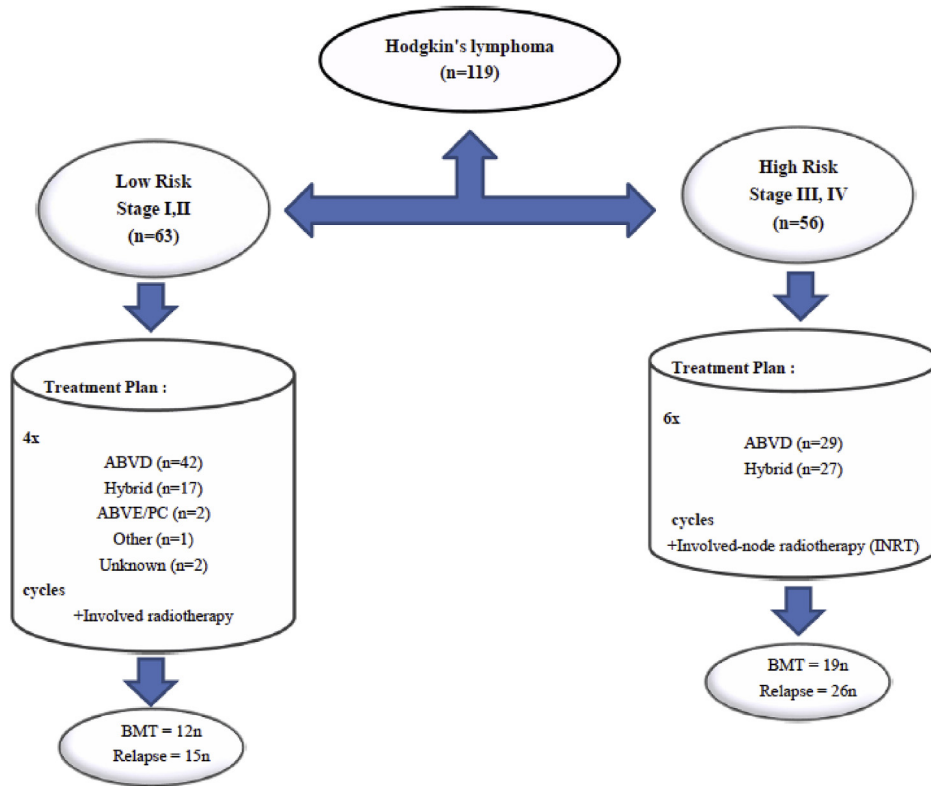 Hodgkin's lymphoma
(n=119)
Low Risk
Stage I,II
(n=63)
High Risk
Stage III, IV
(n=56)
Treatment Plan :
4x
ABVD (n=42)
Hybrid (n=17)
ABVE/PC (n=2)
Other (n=1)
Unknown (n=2)
cycles
+Involved radiotherapy
Treatment Plan :
6x
ABVD (n=29)
Hybrid (n=27)
cycles
+Involved-node radiotherapy (INRT)
BMT = 12n
Relapse = 15n
BMT = 19n
Relapse = 26n